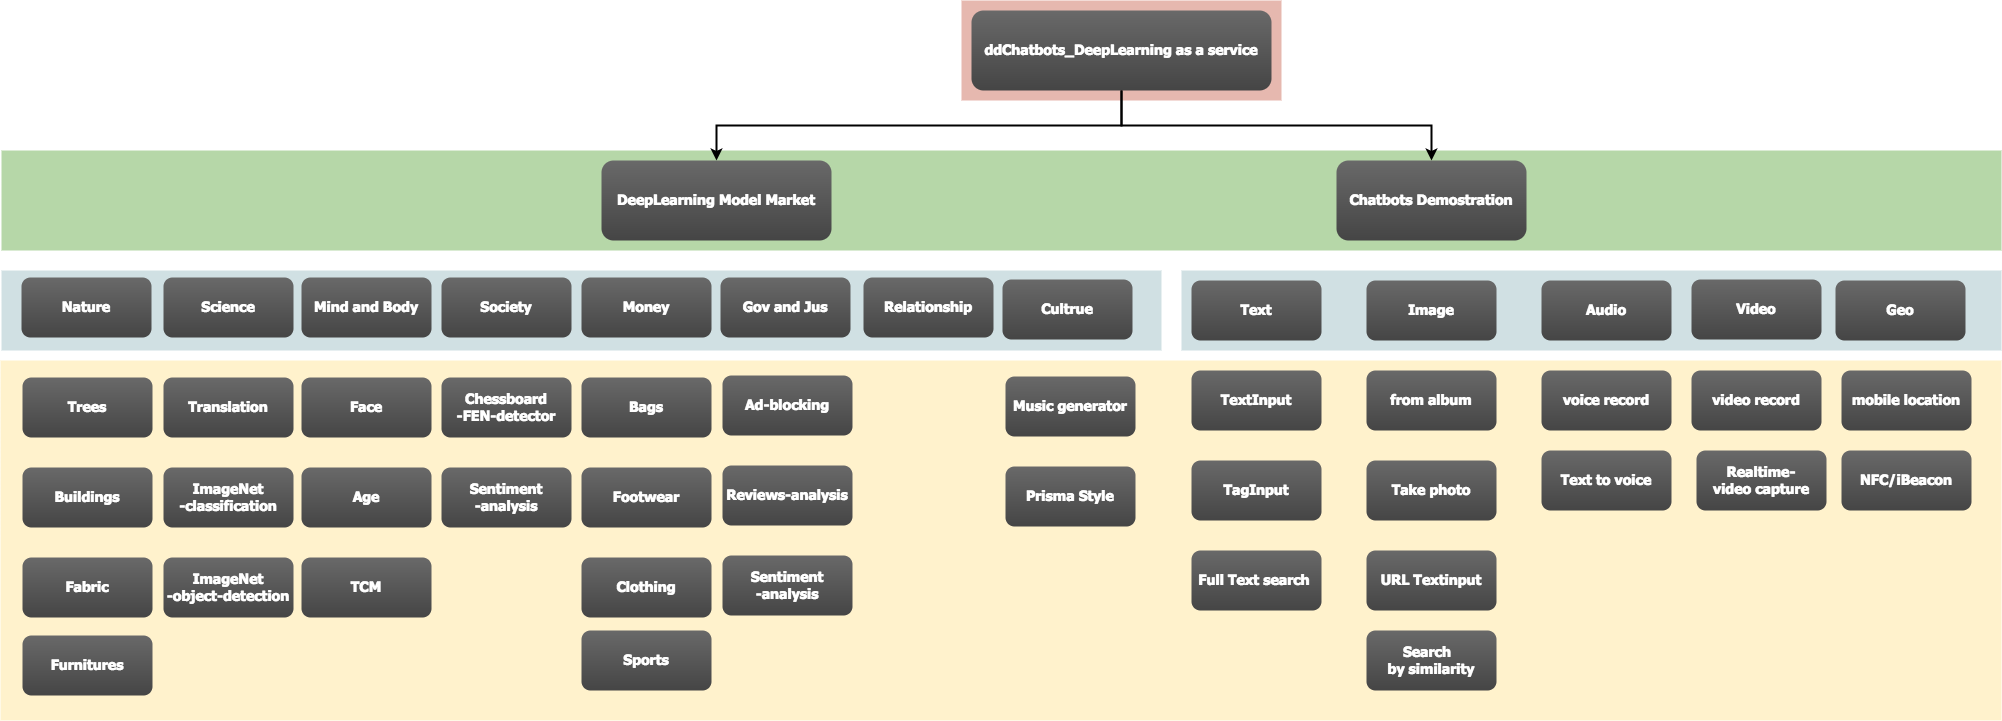 ddChatbots_DeepLearning as a service
DeepLearning Model Market
Chatbots Demostration
Nature
Science
Mind and Body
Society
Money
Gov and Jus
Relationship
Cultrue
Text
Image
Audio
Video
Geo
Trees
Translation
Face
Chessboard
-FEN-detector
Bags
Ad-blocking
Music generator
TextInput
from album
voice record
video record
mobile location
Buildings
ImageNet
-classification
Age
Sentiment
-analysis
Footwear
Reviews-analysis
Prisma Style
TagInput
Take photo
Text to voice
Realtime-
video capture
NFC/iBeacon
Fabric
ImageNet
-object-detection
TCM
Clothing
Sentiment
-analysis
Full Text search
URL Textinput
Furnitures
Sports
Search
by similarity